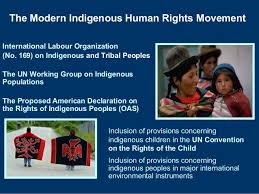 The Modern Indigenous Human Rights Movement
International Labour Organization
(No. 169) on Indigenous and Tribal Peoples
The UN Working Group on Indigenous
Populations
The Proposed American Declaration on
the Rights of Indigenous Peoples (OAS)
Inclusion of provisions concerning
indigenous children in the UN Convention
on the Rights of the Child
Inclusion of provisions concerning
indigenous peoples in major international
environmental instruments